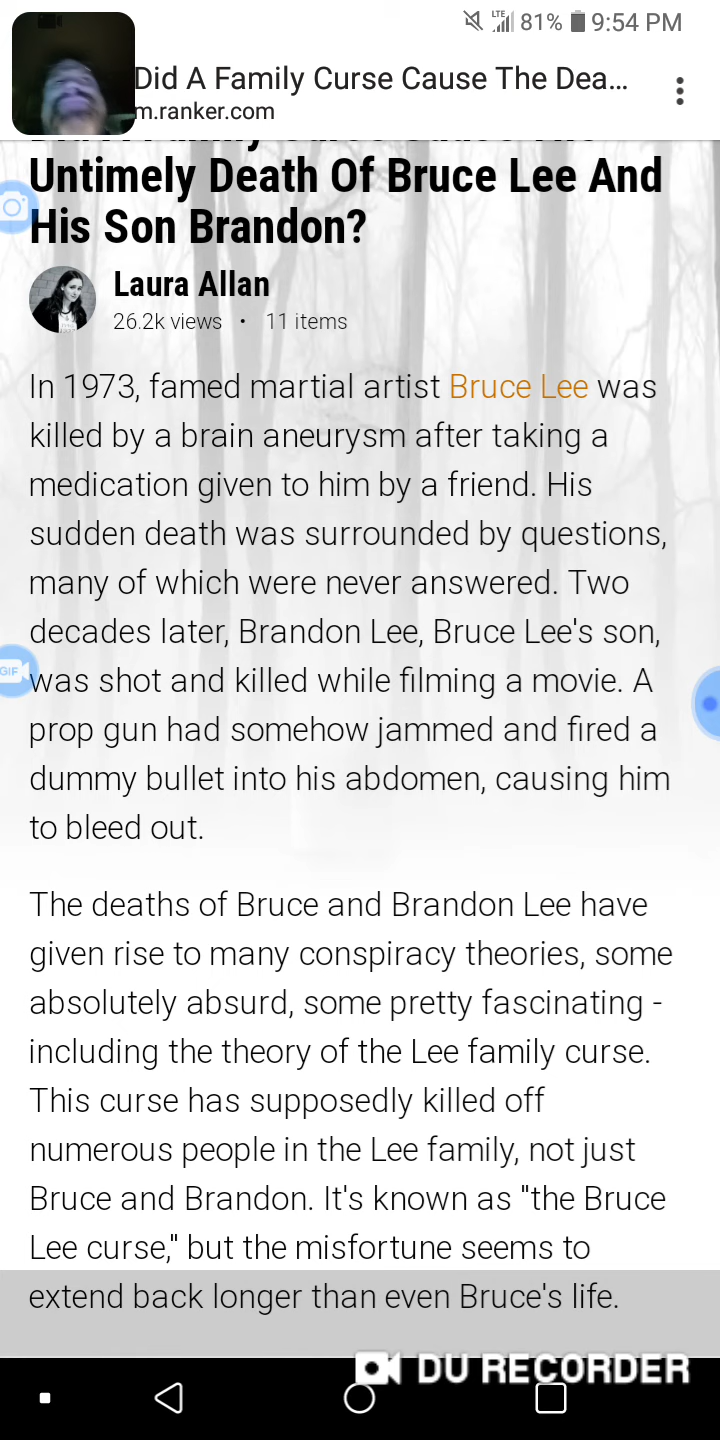 LTE 81% 9:54 PM
Did A Family Curse Cause The Dea...
m.ranker.com
Did A Family Curse Cause The
Untimely Death Of Bruce Lee And
His Son Brandon?
Laura Allan
26.2k views • 11 items
In 1973, famed martial artist Bruce Lee was
killed by a brain aneurysm after taking a
medication given to him by a friend. His
sudden death was surrounded by questions,
many of which were never answered. Two
decades later, Brandon Lee, Bruce Lee's son,
GIF
was shot and killed while filming a movie. A
prop gun had somehow jammed and fired a
dummy bullet into his abdomen, causing him
to bleed out.
The deaths of Bruce and Brandon Lee have
given rise to many conspiracy theories, some
absolutely absurd, some pretty fascinating -
including the theory of the Lee family curse.
This curse has supposedly killed off
numerous people in the Lee family, not just
Bruce and Brandon. It's known as "the Bruce
Lee curse," but the misfortune seems to
extend back longer than even Bruce's life.
DU RECORDER